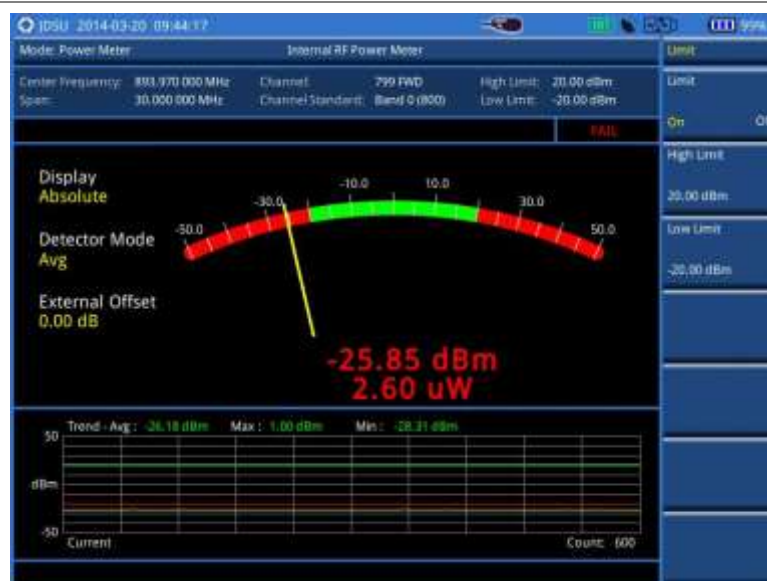 JDSU 2014-03-20 09:44:17 99%
Mode: Power Meter Internal RF Power Meter Limit
Center Frequency: 893.970 000 MHz Channel: 799 FWD High Limit: 20.00 dBm
Span: 30.000 000 MHz Channel Standard: Band 0 (800) Low Limit: -20.00 dBm
Limit
On
FAIL
High Limit
20.00 dBm
Low Limit
-20.00 dBm
Display
Absolute
Detector Mode
Avg
External Offset
0.00 dB
-50.0 -30.0 -10.0 10.0 30.0 50.0
-25.85 dBm
2.60 uW
Trend - Avg : -26.18 dBm Max : 1.00 dBm Min : -28.31 dBm
50
dBm
-50
Current Count: 600